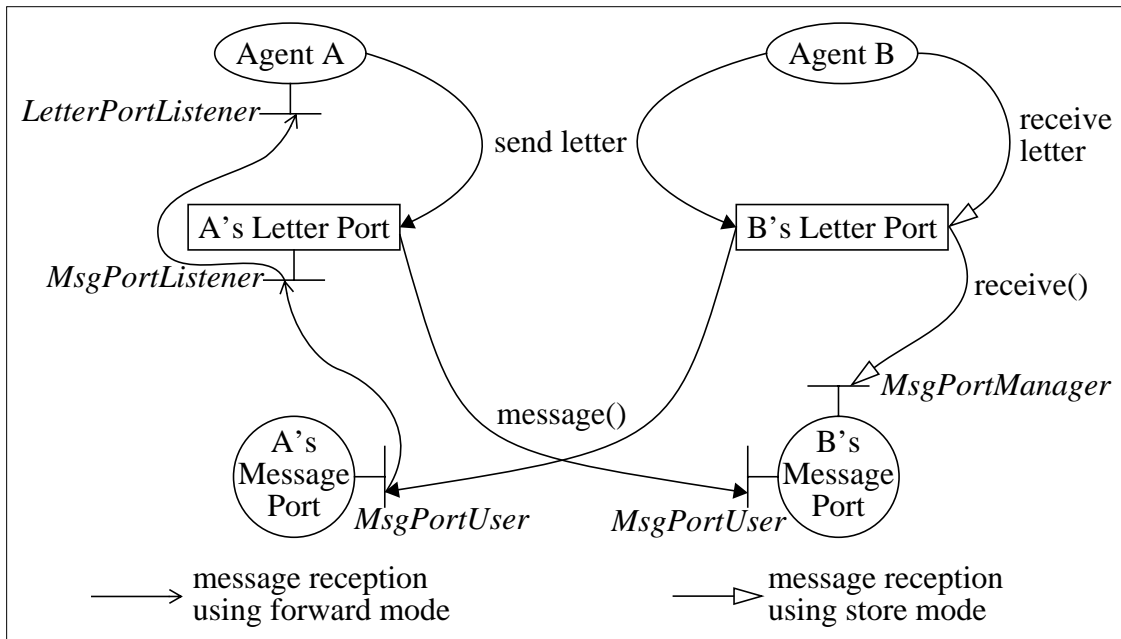 Agent A
Agent B
LetterPortListener
send letter
receive
letter
A's Letter Port
B's Letter Port
MsgPortListener
receive()
MsgPortManager
message()
A's
Message
Port
B's
Message
Port
MsgPortUser
MsgPortUser
message reception
using forward mode
message reception
using store mode